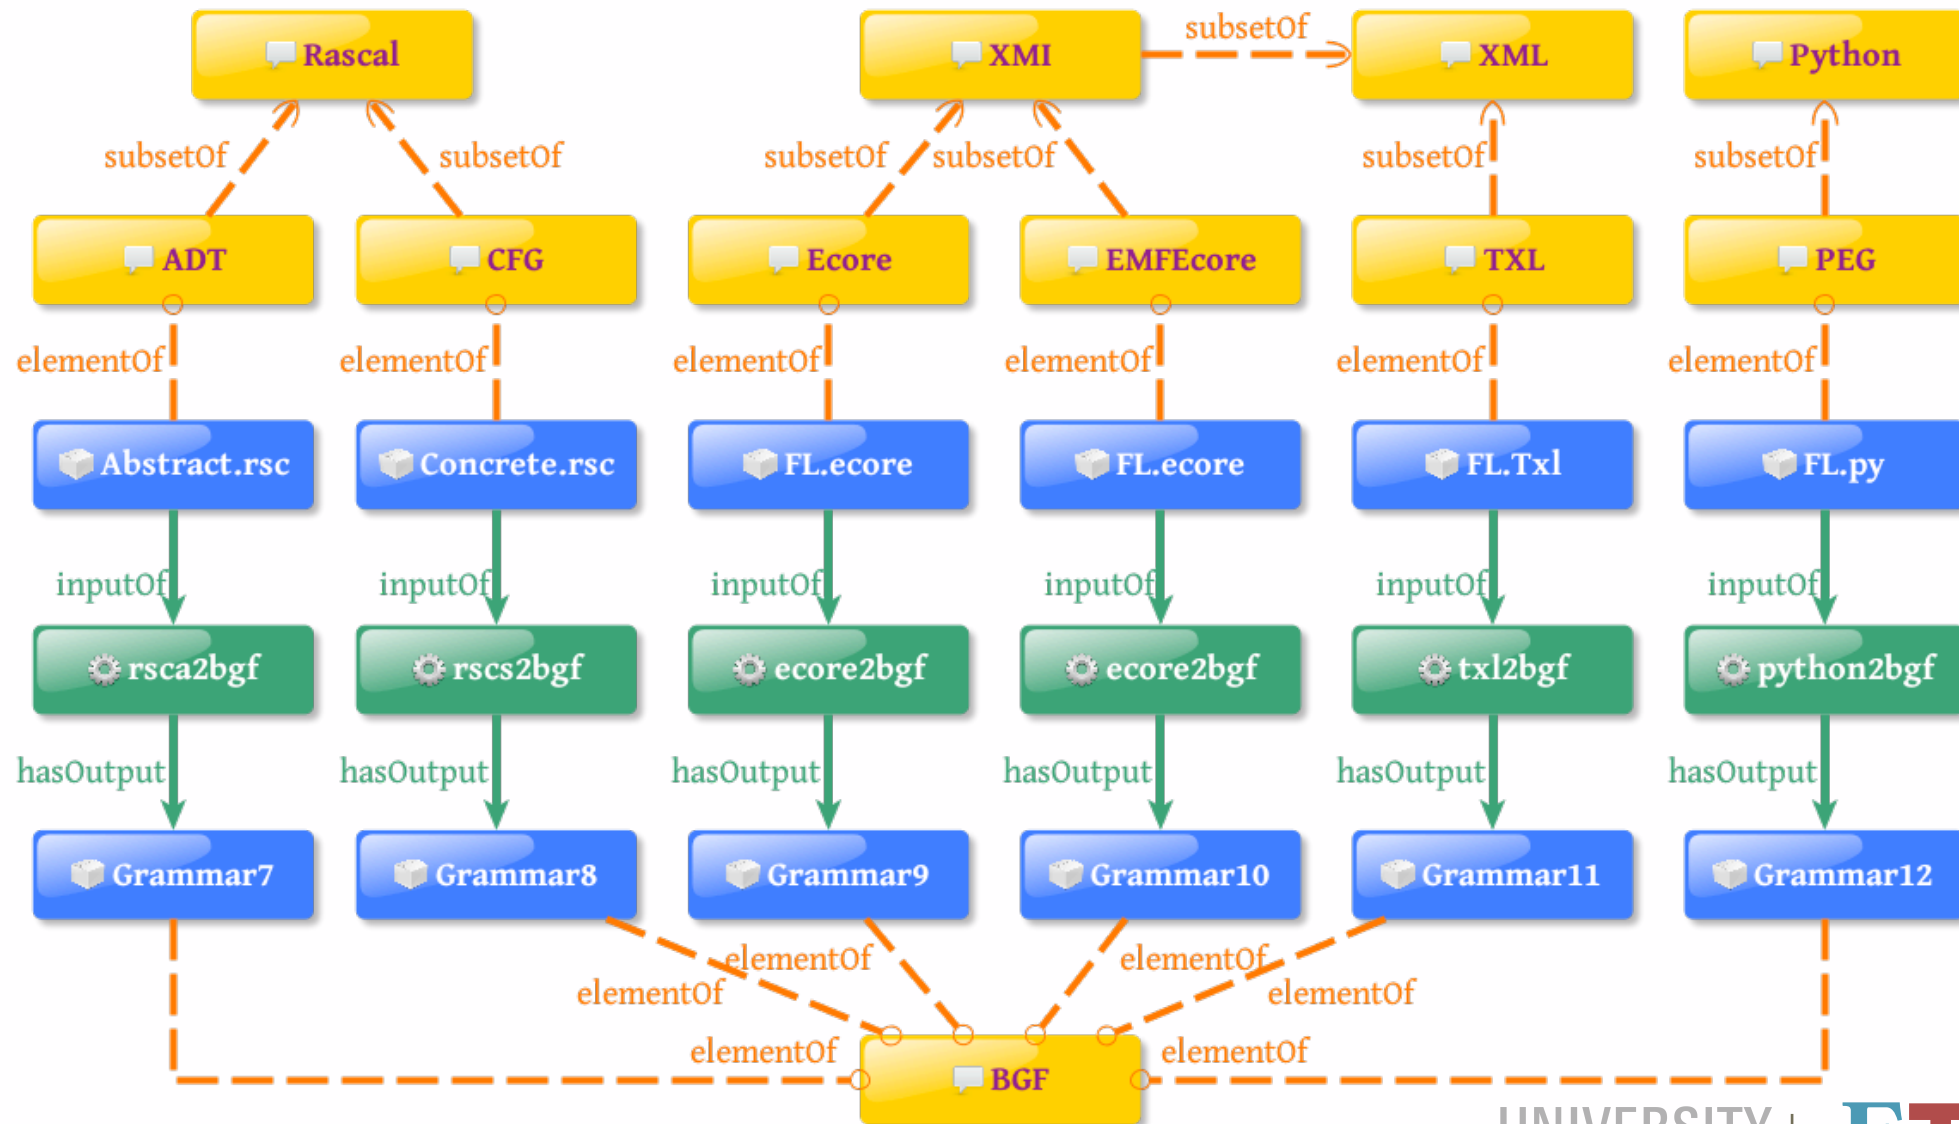 Rascal
XMI
subsetOf
XML
Python
subsetOf
subsetOf
subsetOf
subsetOf
subsetOf
subsetOf
ADT
CFG
Ecore
EMFEcore
TXL
PEG
elementOf
elementOf
elementOf
elementOf
elementOf
elementOf
Abstract.rsc
Concrete.rsc
FL.ecore
FL.ecore
FL.Txl
FL.py
inputOf
inputOf
inputOf
inputOf
inputOf
inputOf
rsca2bgf
rscs2bgf
ecore2bgf
ecore2bgf
txl2bgf
python2bgf
hasOutput
hasOutput
hasOutput
hasOutput
hasOutput
hasOutput
Grammar7
Grammar8
Grammar9
Grammar10
Grammar11
Grammar12
elementOf
elementOf
elementOf
elementOf
elementOf
elementOf
BGF
UNIVERSITY